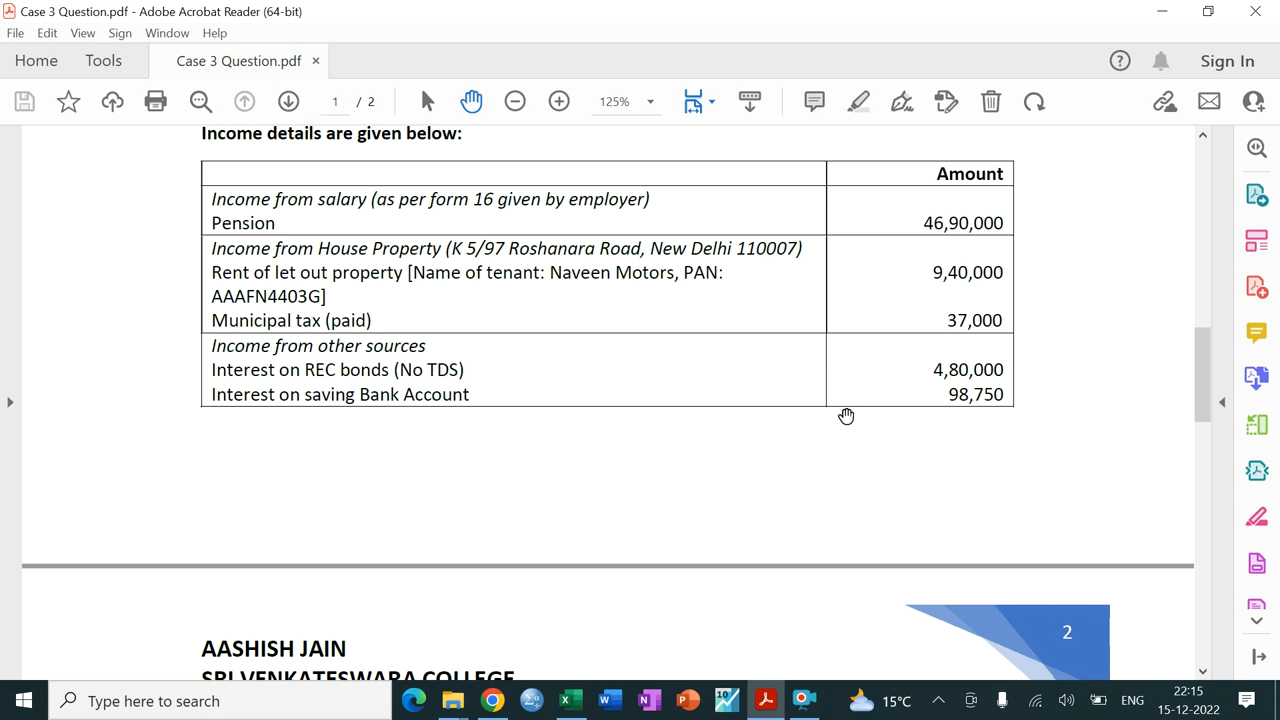 Case 3 Question.pdf - Adobe Acrobat Reader (64-bit)
File Edit View Sign Window Help
Home Tools Case 3 Question.pdf × Sign In
1 / 2 125%
Income details are given below:
Amount
Income from salary (as per form 16 given by employer)
Pension 46,90,000
Income from House Property (K 5/97 Roshanara Road, New Delhi 110007)
Rent of let out property [Name of tenant: Naveen Motors, PAN: 9,40,000
AAAFN4403G]
Municipal tax (paid) 37,000
Income from other sources
Interest on REC bonds (No TDS) 4,80,000
Interest on saving Bank Account 98,750
2
AASHISH JAIN
SRI VENKATESWARA COLLEGE
Type here to search 15°C ENG 22:15
15-12-2022